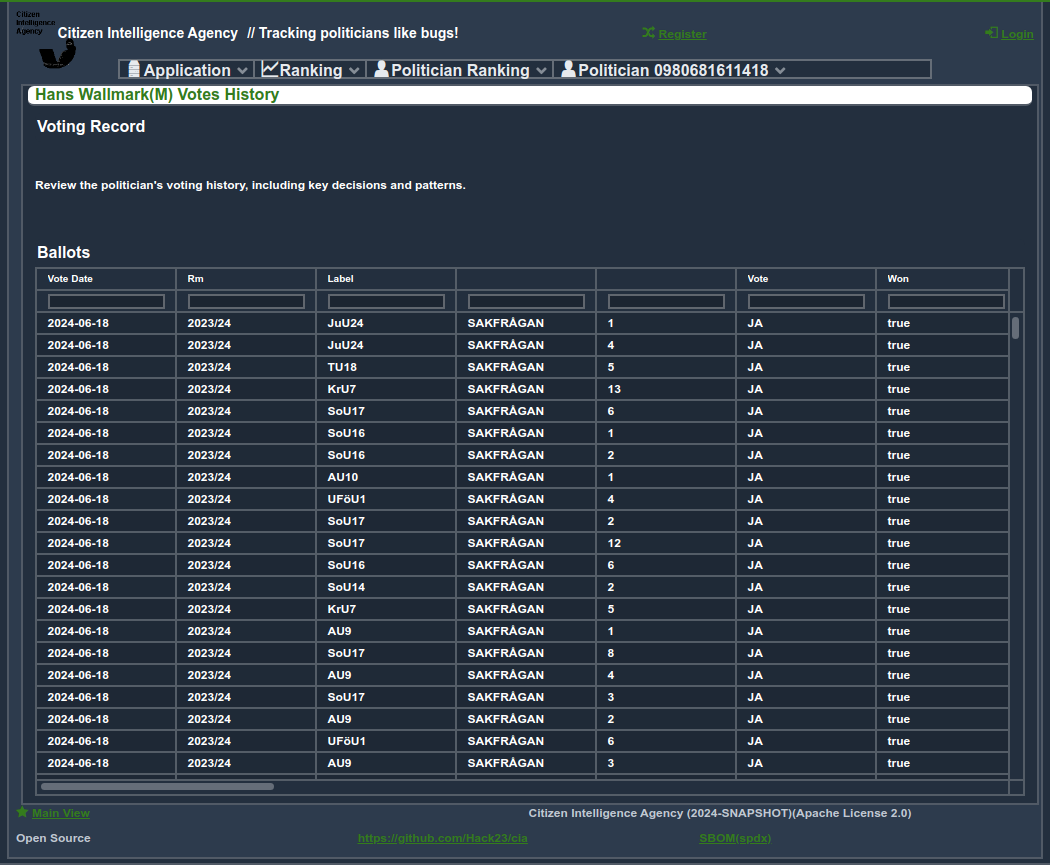 Citizen
Intelligence
Agency
Citizen Intelligence Agency // Tracking politicians like bugs!
Register
Login
Application Ranking Politician Ranking Politician 0980681611418
Hans Wallmark(M) Votes History
Voting Record
Review the politician's voting history, including key decisions and patterns.
Ballots
Vote Date Rm Label Vote Won
2024-06-18 2023/24 JuU24 SAKFRÅGAN 1 JA true
2024-06-18 2023/24 JuU24 SAKFRÅGAN 4 JA true
2024-06-18 2023/24 TU18 SAKFRÅGAN 5 JA true
2024-06-18 2023/24 KrU7 SAKFRÅGAN 13 JA true
2024-06-18 2023/24 SoU17 SAKFRÅGAN 6 JA true
2024-06-18 2023/24 SoU16 SAKFRÅGAN 1 JA true
2024-06-18 2023/24 SoU16 SAKFRÅGAN 2 JA true
2024-06-18 2023/24 AU10 SAKFRÅGAN 1 JA true
2024-06-18 2023/24 UFöU1 SAKFRÅGAN 4 JA true
2024-06-18 2023/24 SoU17 SAKFRÅGAN 2 JA true
2024-06-18 2023/24 SoU17 SAKFRÅGAN 12 JA true
2024-06-18 2023/24 SoU16 SAKFRÅGAN 6 JA true
2024-06-18 2023/24 SoU14 SAKFRÅGAN 2 JA true
2024-06-18 2023/24 KrU7 SAKFRÅGAN 5 JA true
2024-06-18 2023/24 AU9 SAKFRÅGAN 1 JA true
2024-06-18 2023/24 SoU17 SAKFRÅGAN 8 JA true
2024-06-18 2023/24 AU9 SAKFRÅGAN 4 JA true
2024-06-18 2023/24 SoU17 SAKFRÅGAN 3 JA true
2024-06-18 2023/24 AU9 SAKFRÅGAN 2 JA true
2024-06-18 2023/24 UFöU1 SAKFRÅGAN 6 JA true
2024-06-18 2023/24 AU9 SAKFRÅGAN 3 JA true
Main View
Citizen Intelligence Agency (2024-SNAPSHOT)(Apache License 2.0)
Open Source
https://github.com/Hack23/cia
SBOM(spdx)